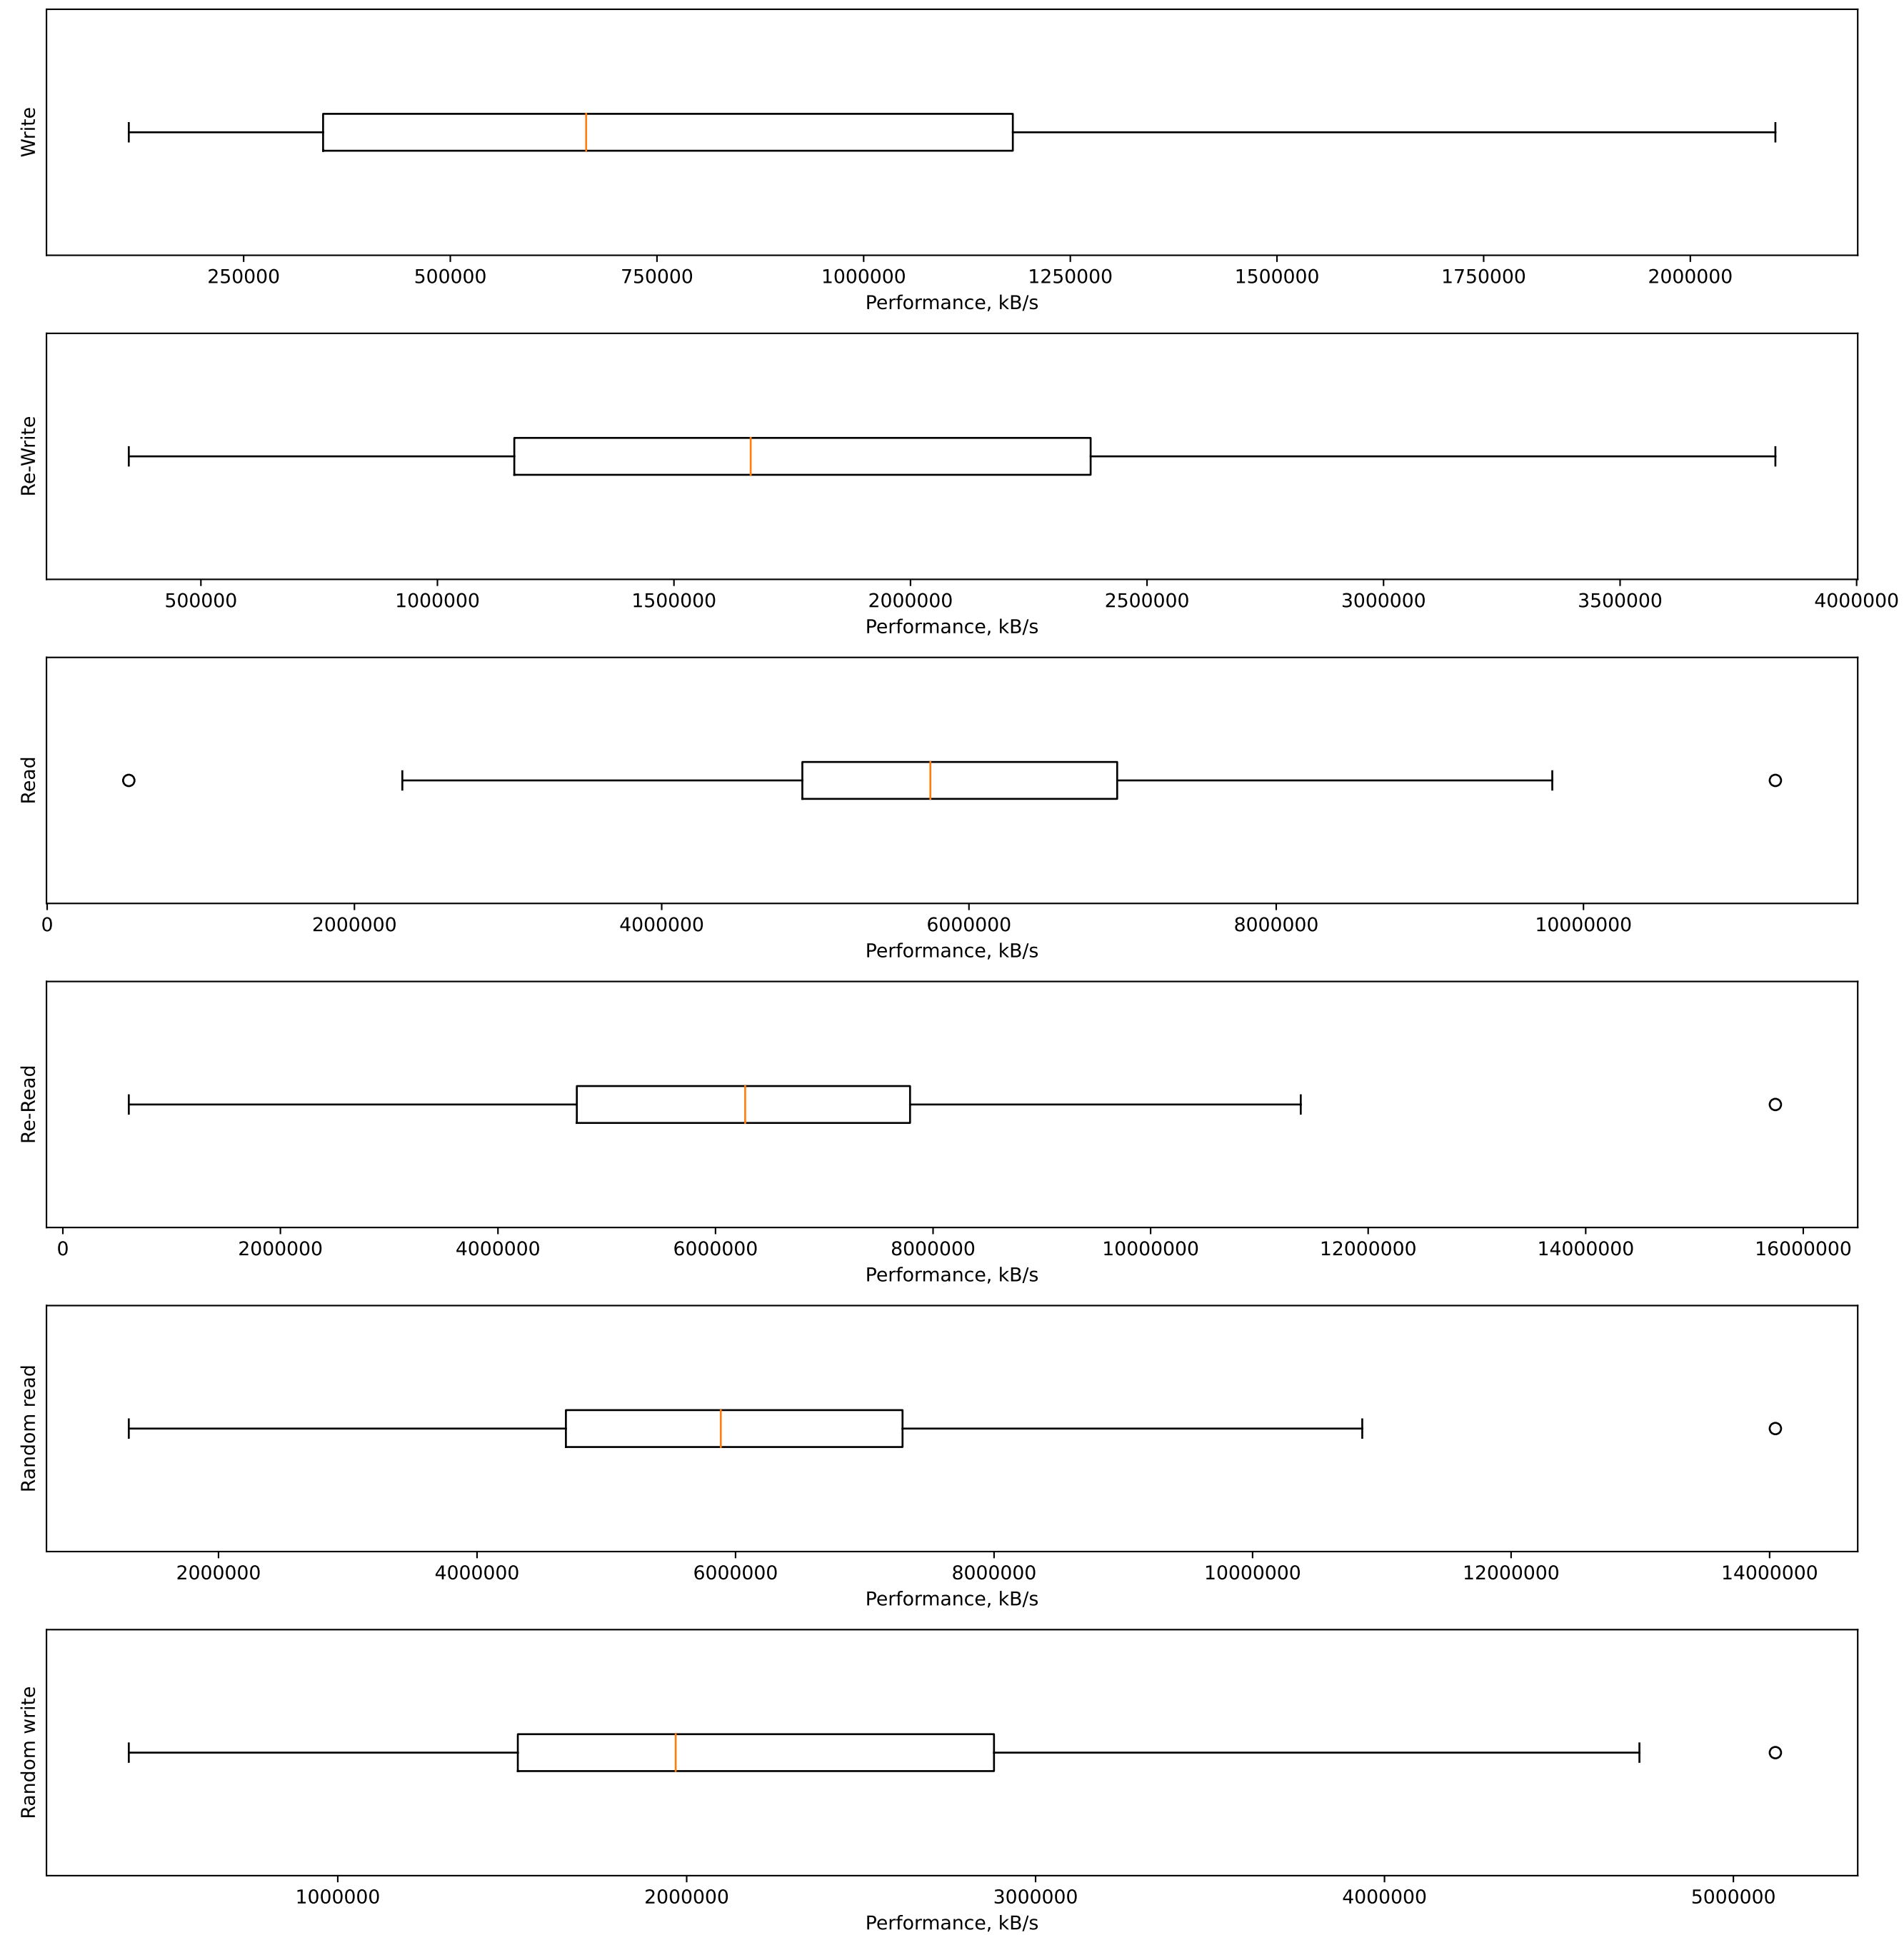 Write
250000 500000 750000 1000000 1250000 1500000 1750000 2000000
Performance, kB/s
Re-Write
500000 1000000 1500000 2000000 2500000 3000000 3500000 4000000
Performance, kB/s
Read
0 2000000 4000000 6000000 8000000 10000000
Performance, kB/s
Re-Read
0 2000000 4000000 6000000 8000000 10000000 12000000 14000000 16000000
Performance, kB/s
Random read
2000000 4000000 6000000 8000000 10000000 12000000 14000000
Performance, kB/s
Random write
1000000 2000000 3000000 4000000 5000000
Performance, kB/s